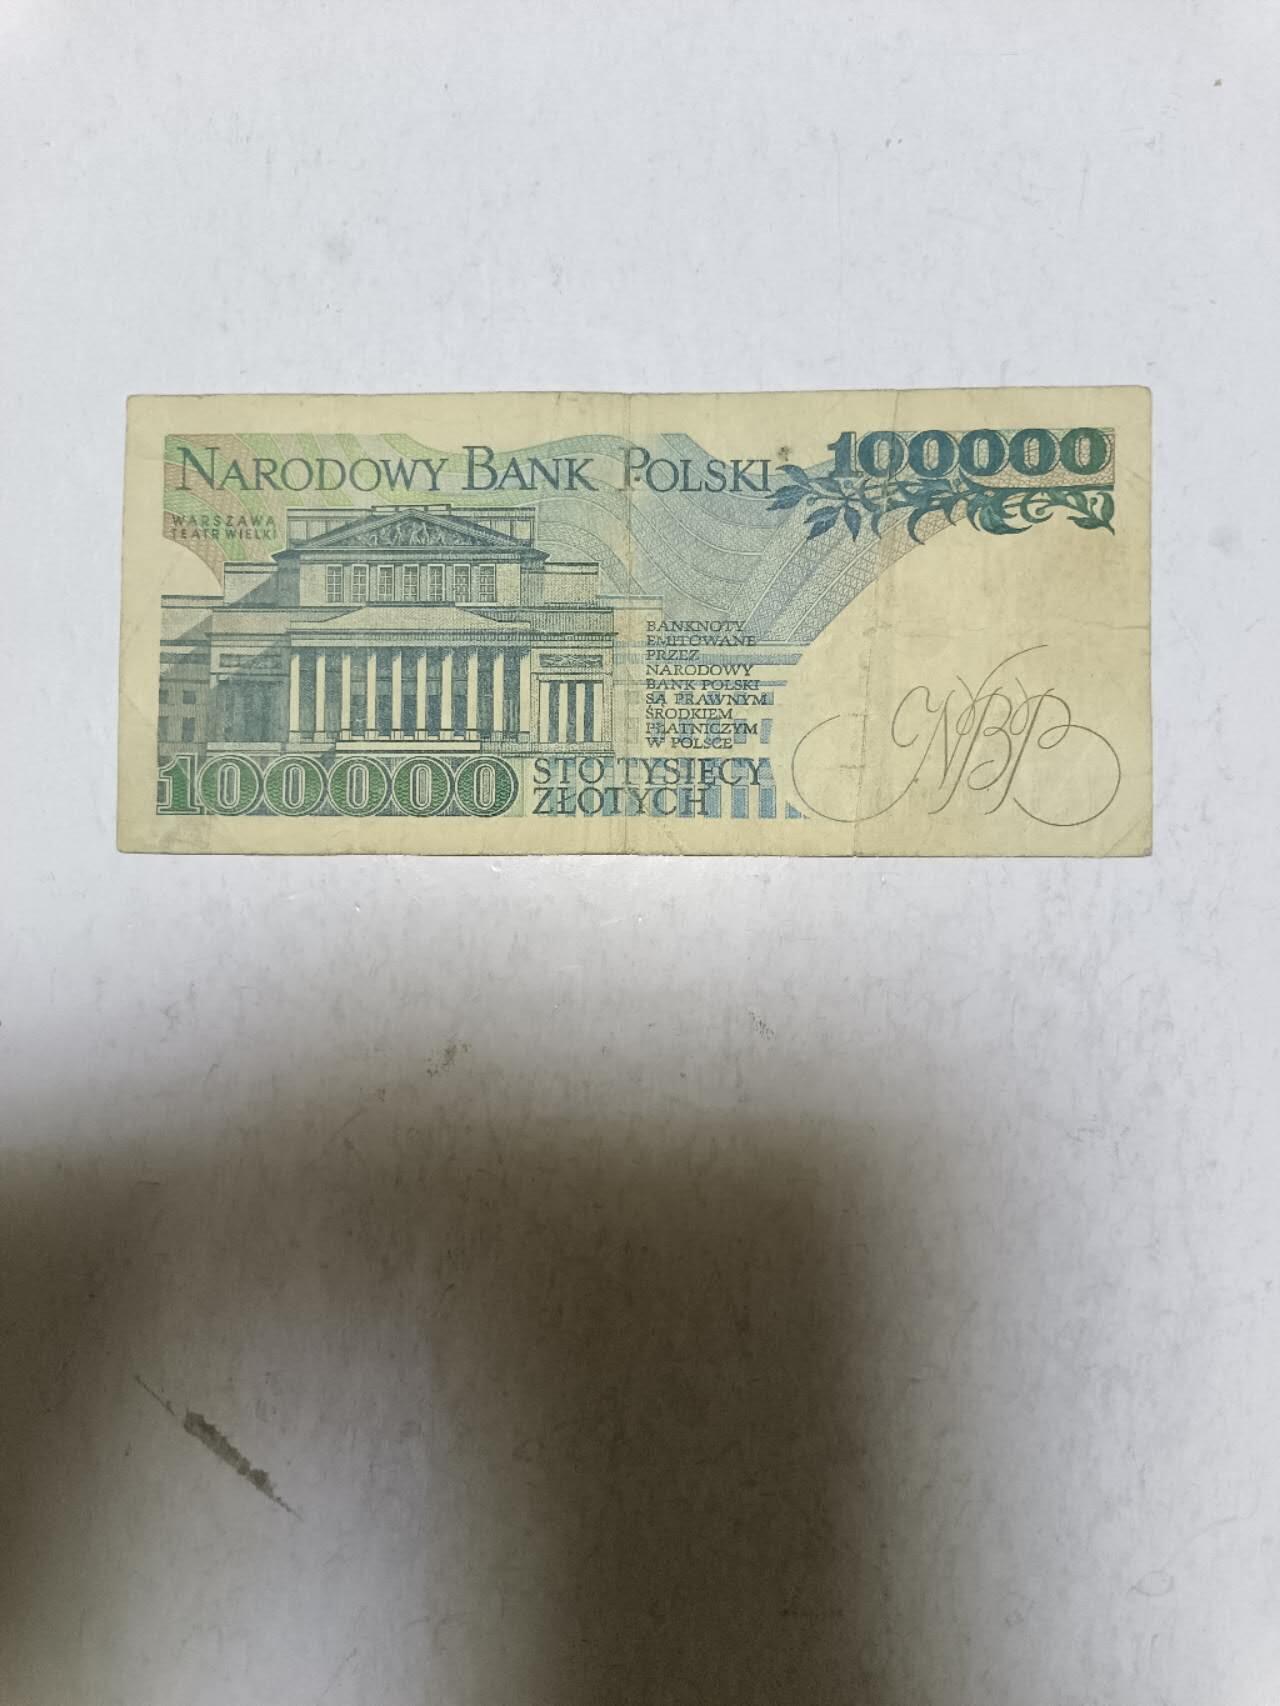 NARODOWY BANK POLSKI
100000
WARSZAWA
TEATR WIELKI
BANKNOTY
EMITOWANE
PRZEZ
NARODOWY
BANK POLSKI
SĄ PRAWNYM
ŚRODKIEM
PŁATNICZYM
W POLSCE
NBP
100000
STO TYSIĘCY
ZŁOTYCH